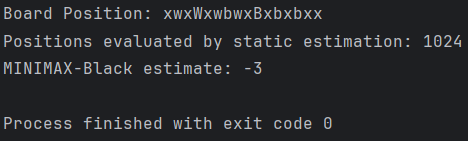 Board Position: xwxWxwbwxBxbxbxx
Positions evaluated by static estimation: 1024
MINIMAX-Black estimate: -3
Process finished with exit code 0